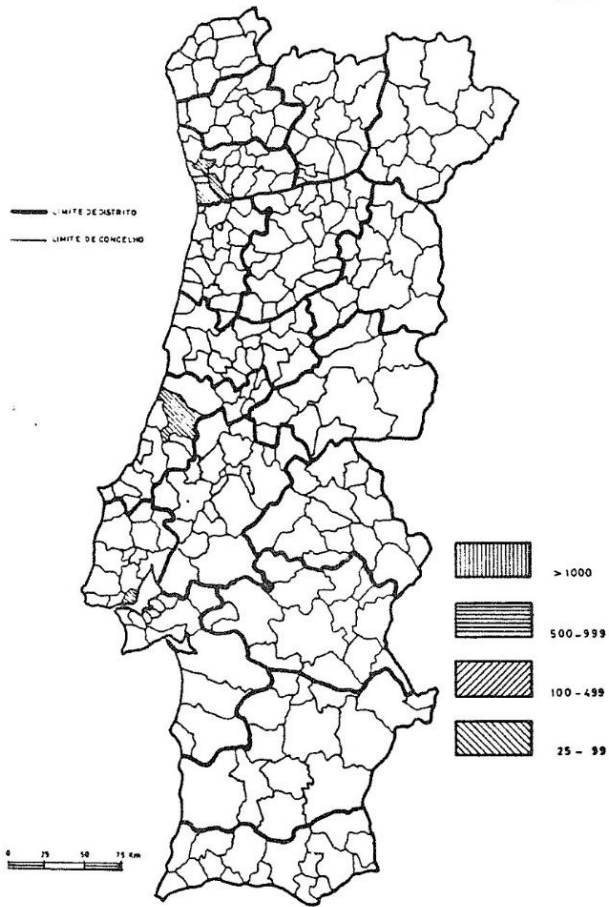 LIMITE DE DISTRITO
LIMITE DE CONCELHO
> 1000
500-999
100-499
25 - 99
0 25 50 75 Km